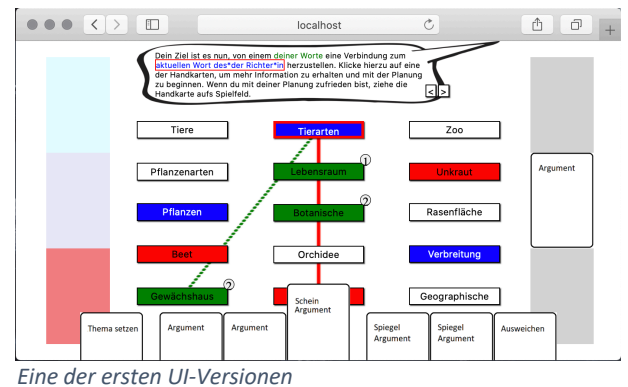 localhost
Dein Ziel ist es nun, von einem deiner Worte eine Verbindung zum
aktuellen Wort des*der Richter*in herzustellen. Klicke hierzu auf eine
der Handkarten, um mehr Information zu erhalten und mit der Planung
zu beginnen. Wenn du mit deiner Planung zufrieden bist, ziehe die
Handkarte aufs Spielfeld.
< >
Tiere
Tierarten
Zoo
Pflanzenarten
Lebensraum
1
Unkraut
Argument
Pflanzen
Botanische
2
Rasenfläche
Beet
Orchidee
Verbreitung
Gewächshaus
2
Geographische
Thema setzen
Argument
Argument
Schein
Argument
Spiegel
Argument
Spiegel
Argument
Ausweichen
Eine der ersten UI-Versionen